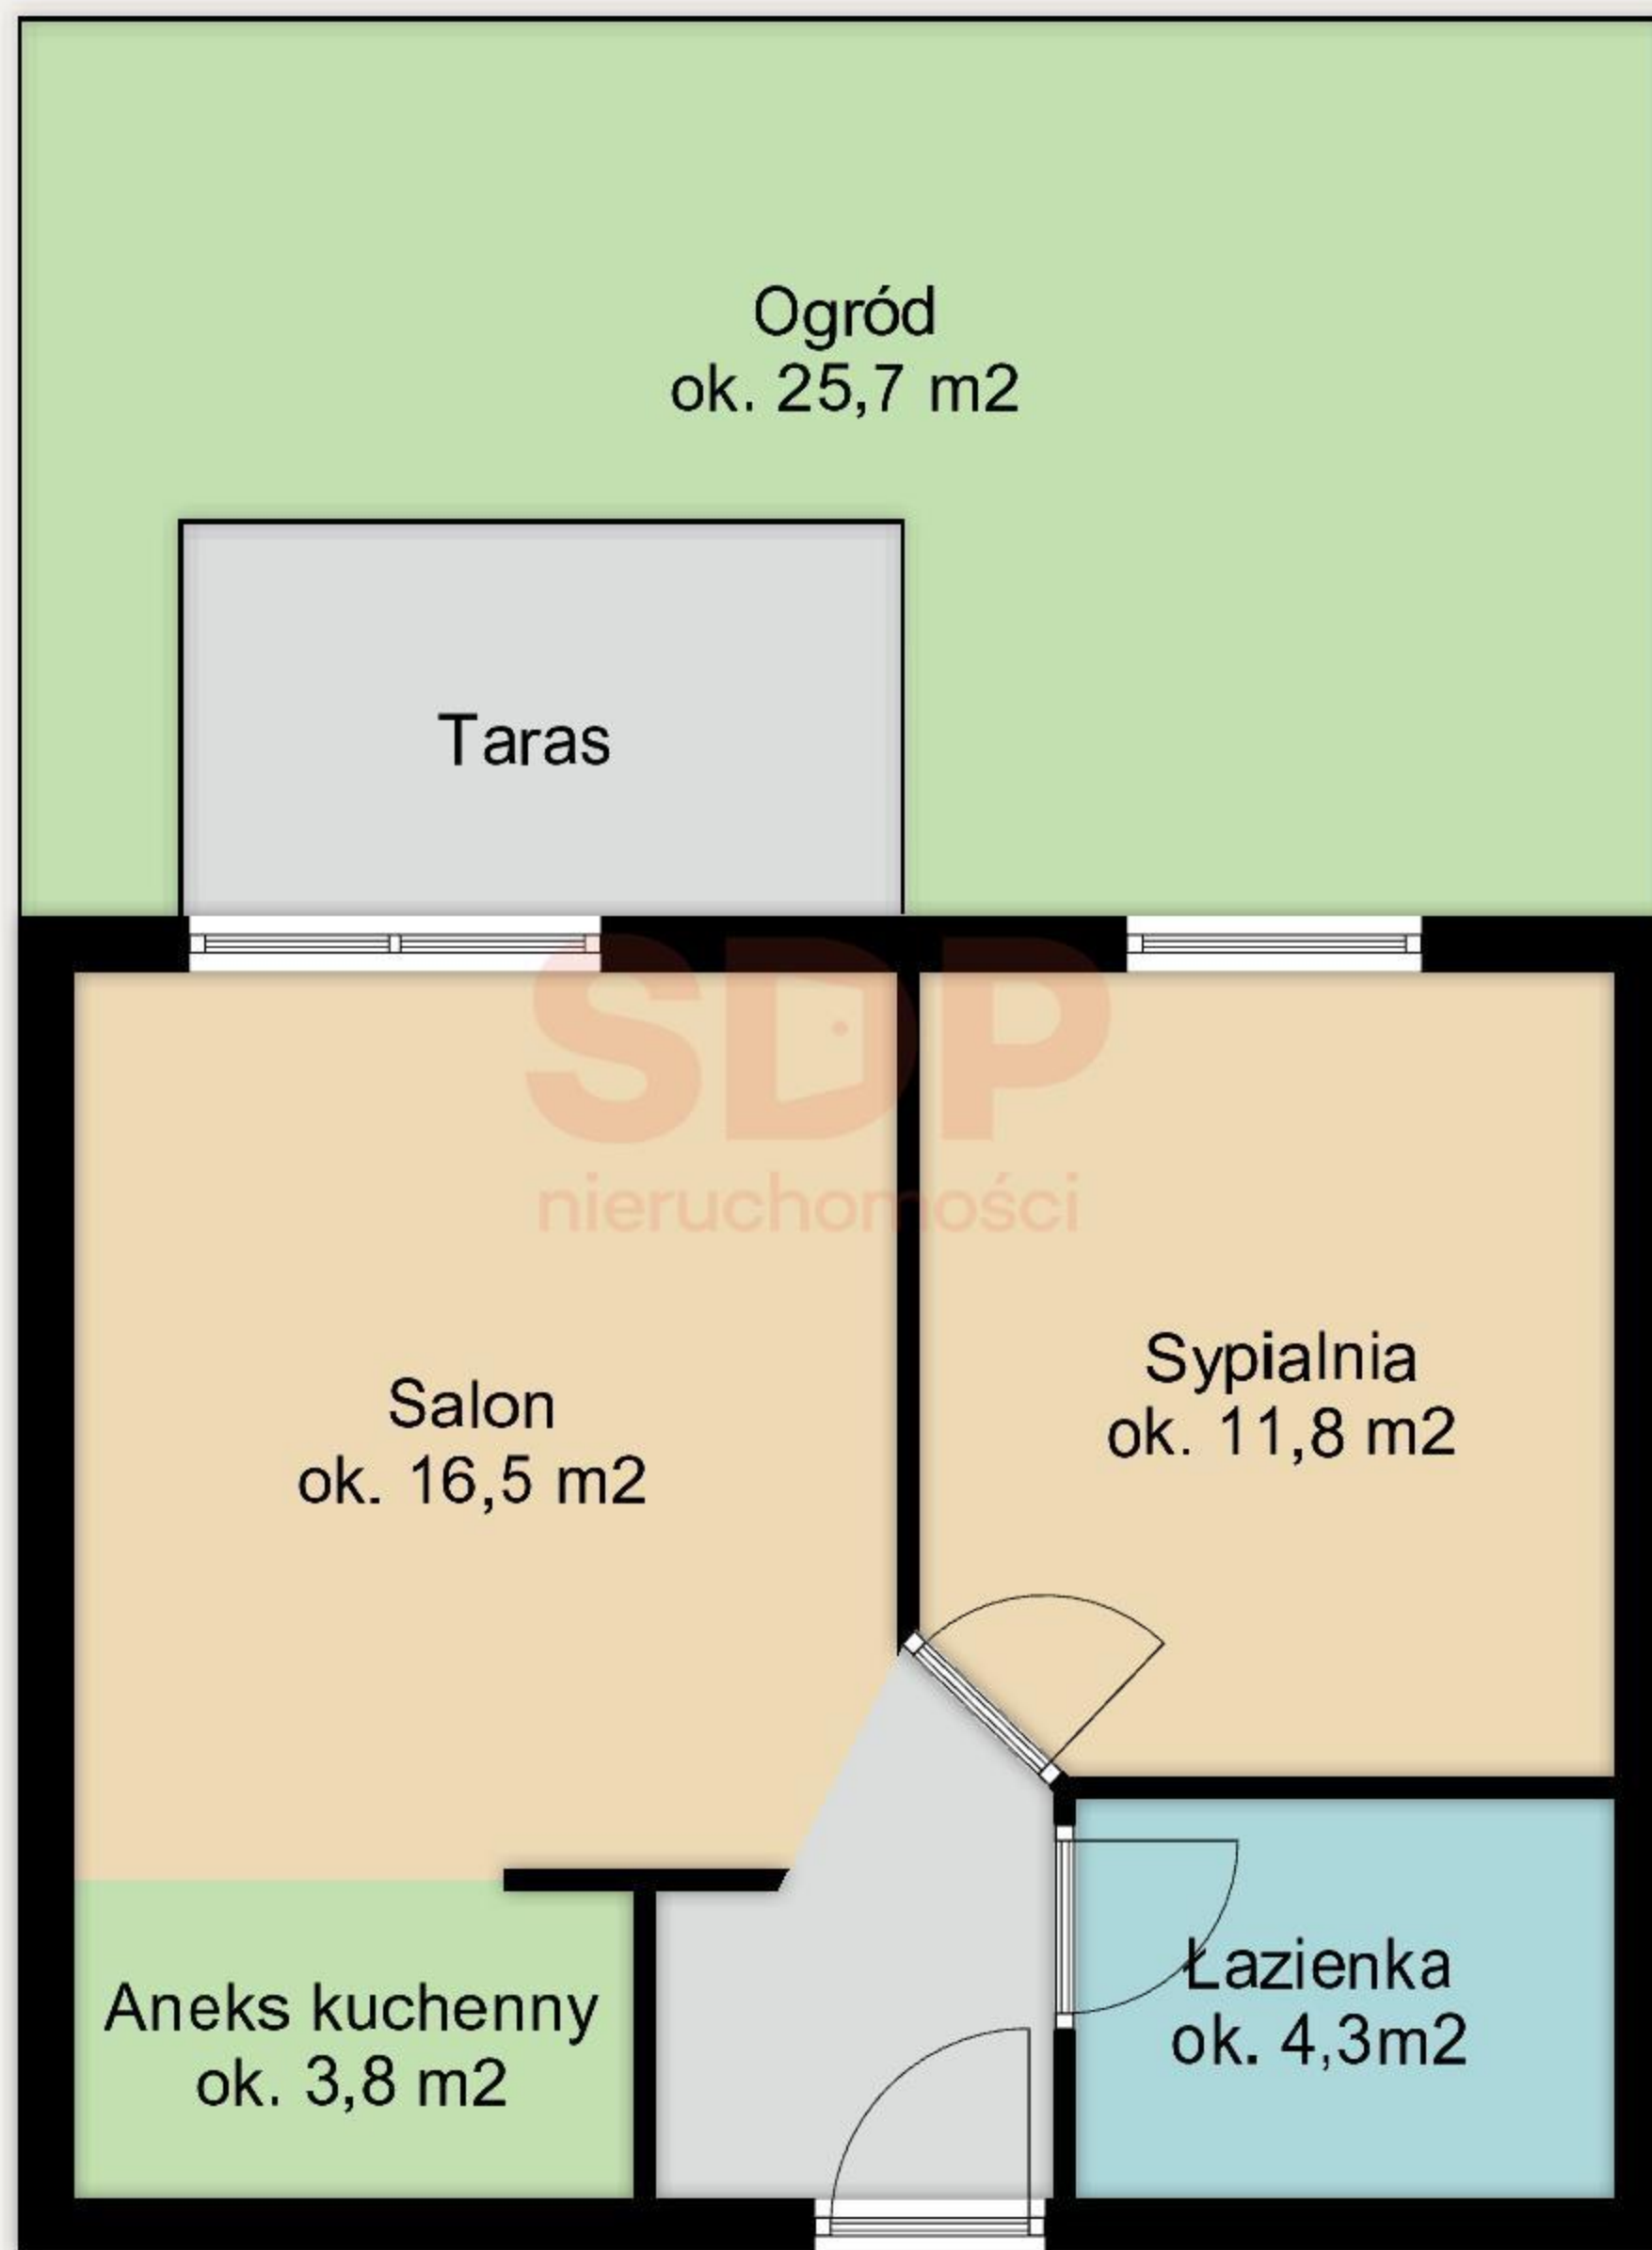 Ogród
ok. 25,7 m2
Taras
SDP
nieruchomości
Sypialnia
ok. 11,8 m2
Salon
ok. 16,5 m2
Łazienka
ok. 4,3m2
Aneks kuchenny
ok. 3,8 m2